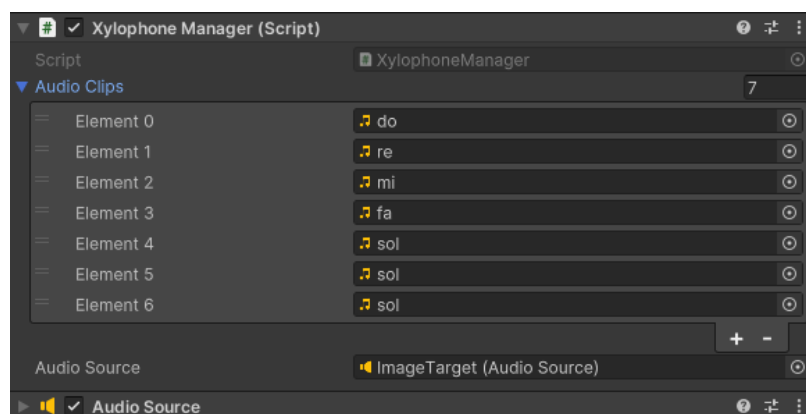 Xylophone Manager (Script)
Script XylophoneManager
Audio Clips 7
Element 0 do
Element 1 re
Element 2 mi
Element 3 fa
Element 4 sol
Element 5 sol
Element 6 sol
+ -
Audio Source ImageTarget (Audio Source)
Audio Source